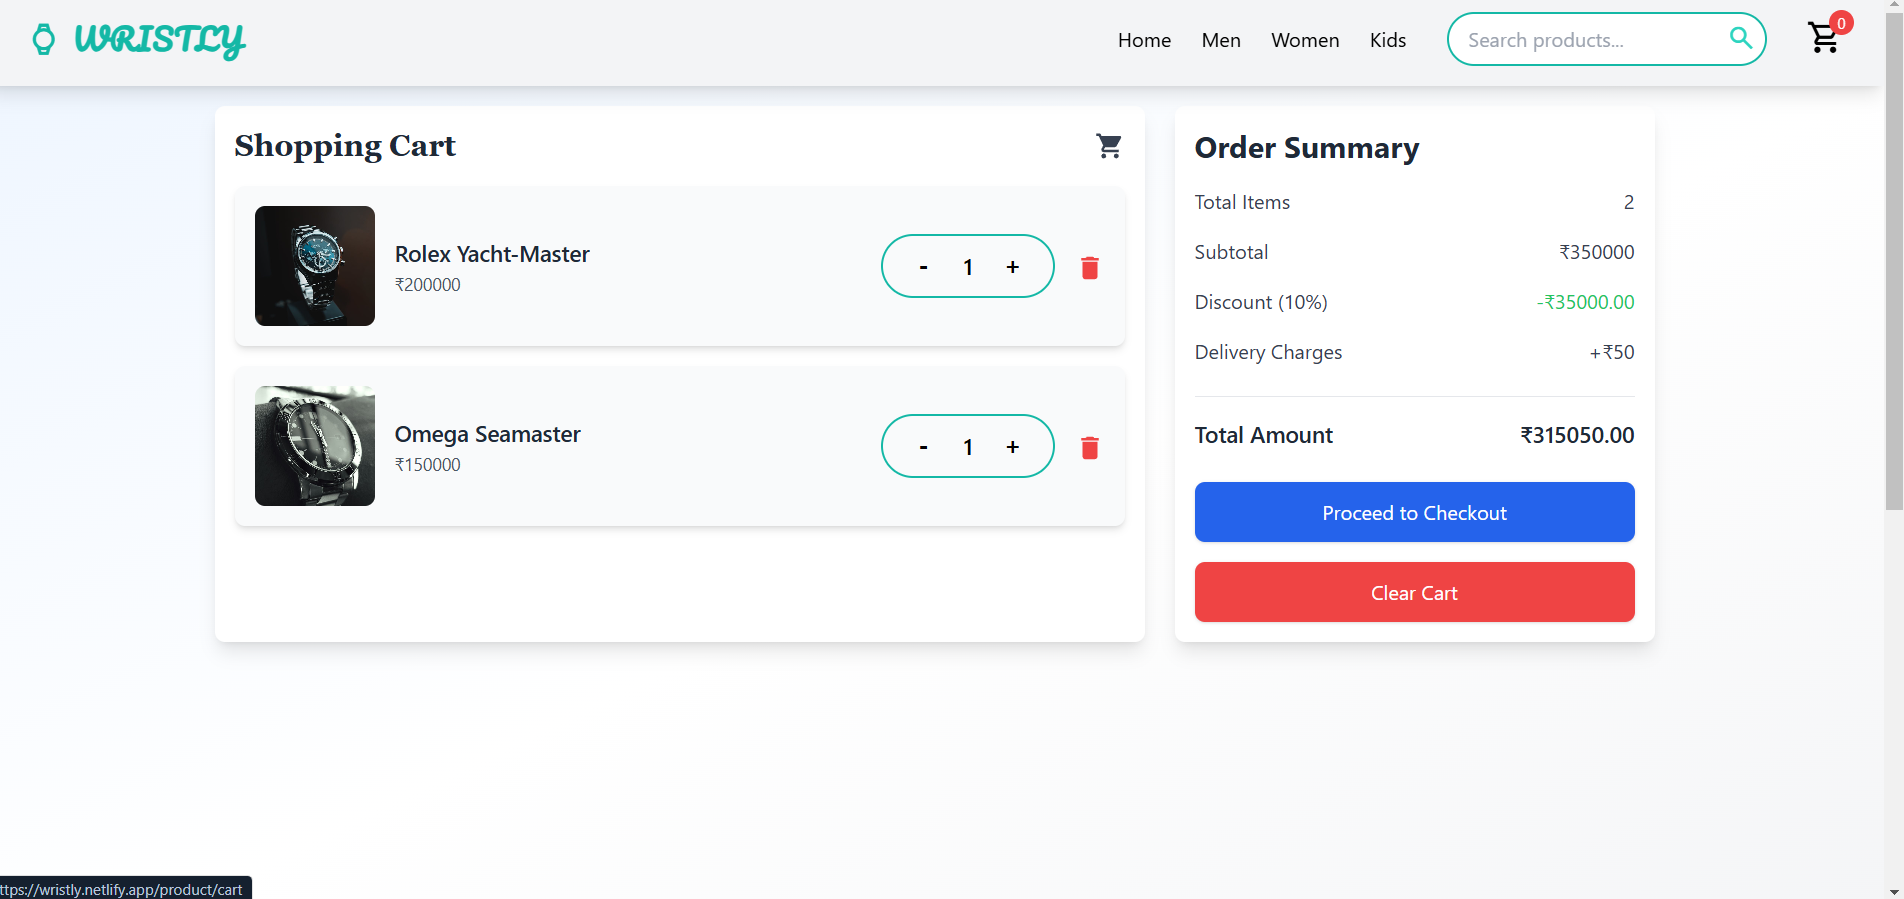 WRISTLY
Home Men Women Kids Search products... 0
Shopping Cart
Rolex Yacht-Master
₹200000
- 1 +
Omega Seamaster
₹150000
- 1 +
Order Summary
Total Items 2
Subtotal ₹350000
Discount (10%) -₹35000.00
Delivery Charges +₹50
Total Amount ₹315050.00
Proceed to Checkout
Clear Cart
ttps://wristly.netlify.app/product/cart